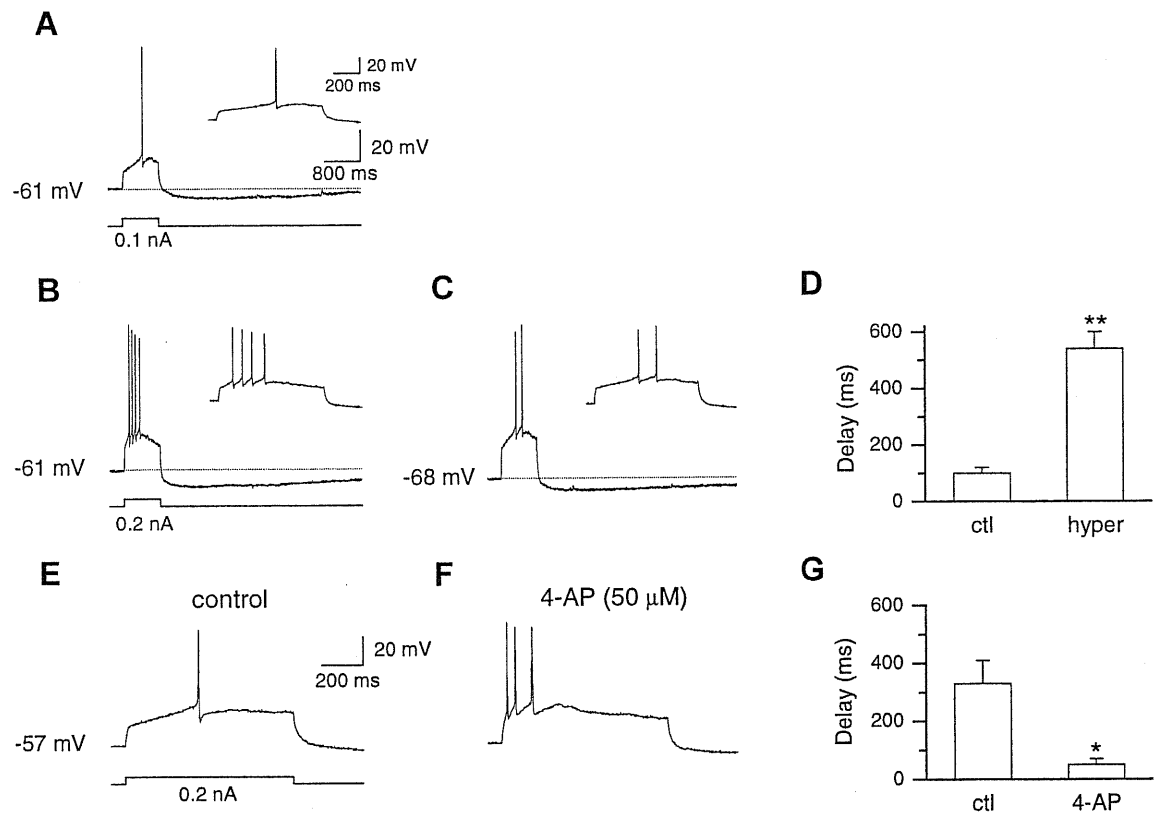 A
20 mV
200 ms
20 mV
800 ms
-61 mV
0.1 nA
B
-61 mV
0.2 nA
C
-68 mV
D
Delay (ms)
600
400
200
0
**
ctl
hyper
E
control
20 mV
200 ms
-57 mV
0.2 nA
F
4-AP (50 µM)
G
Delay (ms)
600
400
200
0
*
ctl
4-AP